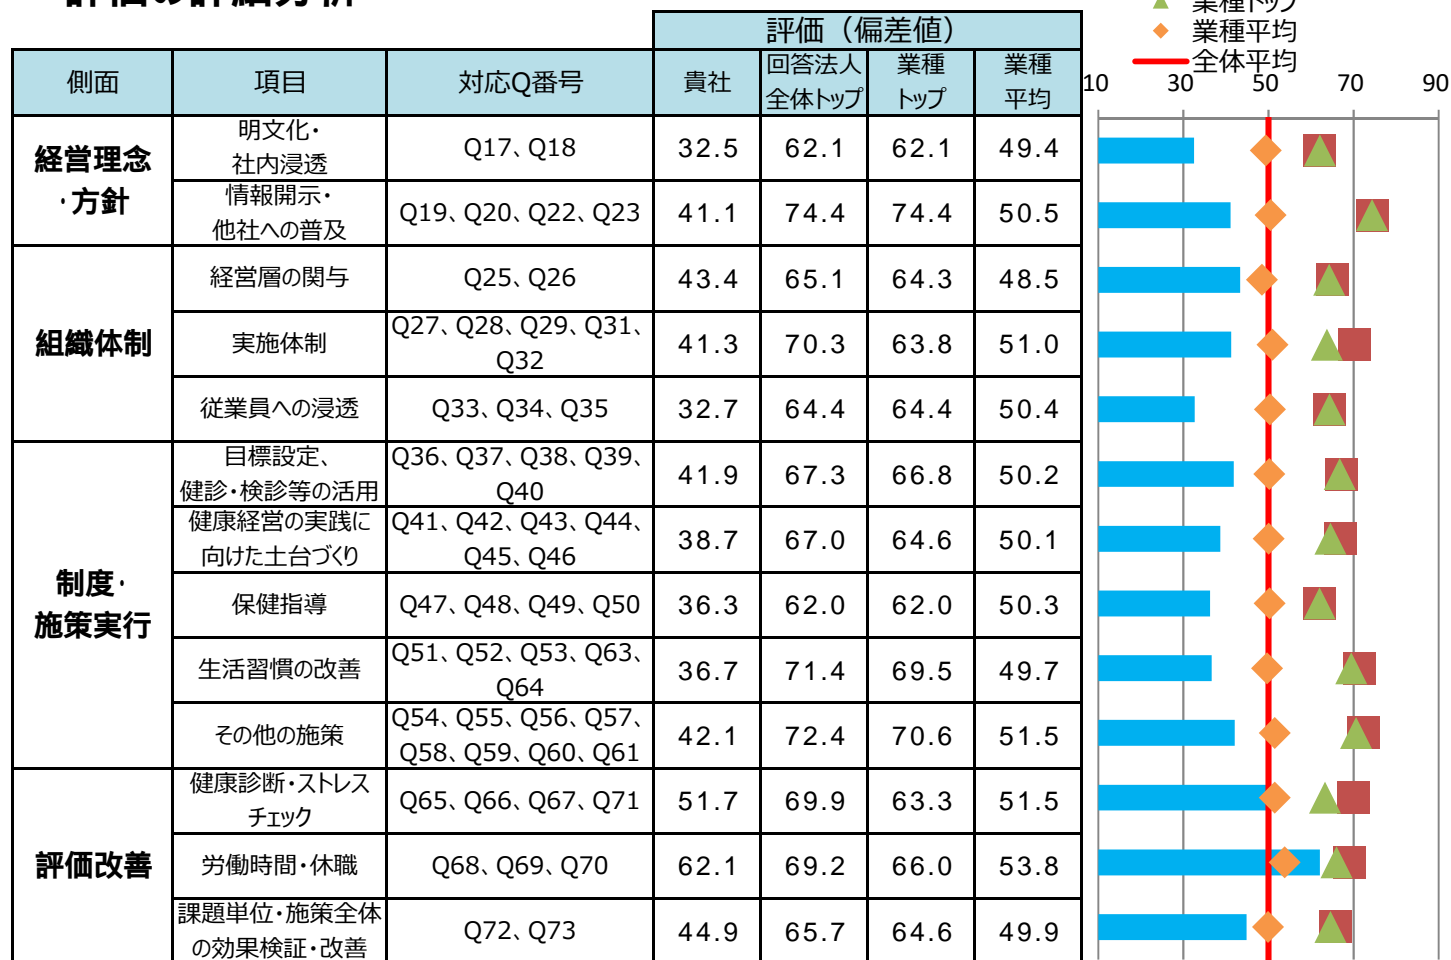 評価の詳細分析
業種トップ
業種平均
全体平均
評価（偏差値）
側面 項目 対応Q番号 貴社 回答法人 業種 業種
全体トップ トップ 平均
10 30 50 70 90
経営理念
・方針
明文化・
社内浸透
Q17、Q18 32.5 62.1 62.1 49.4
情報開示・
他社への普及
Q19、Q20、Q22、Q23 41.1 74.4 74.4 50.5
組織体制
経営層の関与 Q25、Q26 43.4 65.1 64.3 48.5
実施体制
Q27、Q28、Q29、Q31、
Q32
41.3 70.3 63.8 51.0
従業員への浸透 Q33、Q34、Q35 32.7 64.4 64.4 50.4
制度・
施策実行
目標設定、
健診・検診等の活用
Q36、Q37、Q38、Q39、
Q40
41.9 67.3 66.8 50.2
健康経営の実践に
向けた土台づくり
Q41、Q42、Q43、Q44、
Q45、Q46
38.7 67.0 64.6 50.1
保健指導 Q47、Q48、Q49、Q50 36.3 62.0 62.0 50.3
生活習慣の改善
Q51、Q52、Q53、Q63、
Q64
36.7 71.4 69.5 49.7
その他の施策
Q54、Q55、Q56、Q57、
Q58、Q59、Q60、Q61
42.1 72.4 70.6 51.5
評価改善
健康診断・ストレス
チェック
Q65、Q66、Q67、Q71 51.7 69.9 63.3 51.5
労働時間・休職 Q68、Q69、Q70 62.1 69.2 66.0 53.8
課題単位・施策全体
の効果検証・改善
Q72、Q73 44.9 65.7 64.6 49.9